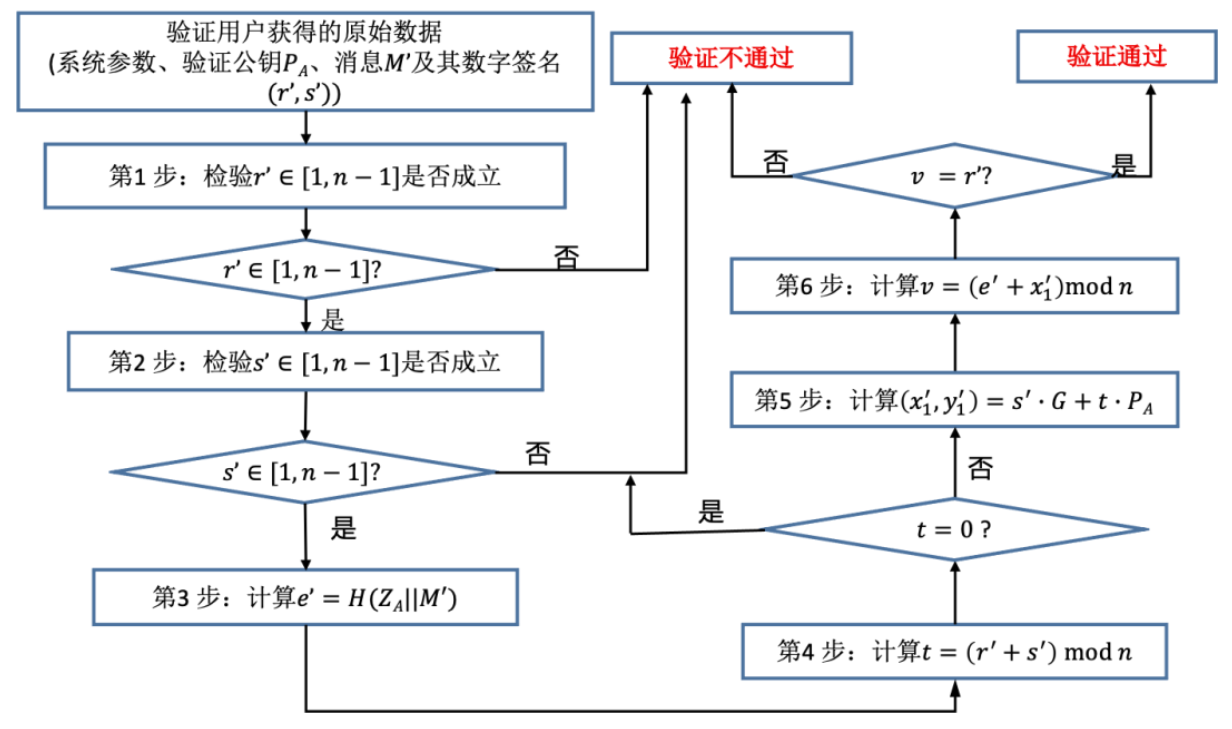 验证用户获得的原始数据
(系统参数、验证公钥P_A、消息M'及其数字签名
(r',s'))
第1 步：检验r' ∈ [1, n − 1]是否成立
r' ∈ [1, n − 1]?
否
是
第2 步：检验s' ∈ [1, n − 1]是否成立
s' ∈ [1, n − 1]?
否
是
第3 步：计算e' = H(Z_A||M')
第4 步：计算t = (r' + s') mod n
t = 0 ?
是
否
第5 步：计算(x₁', y₁') = s' · G + t · P_A
第6 步：计算v = (e' + x₁')mod n
v = r'?
否
是
验证不通过
验证通过